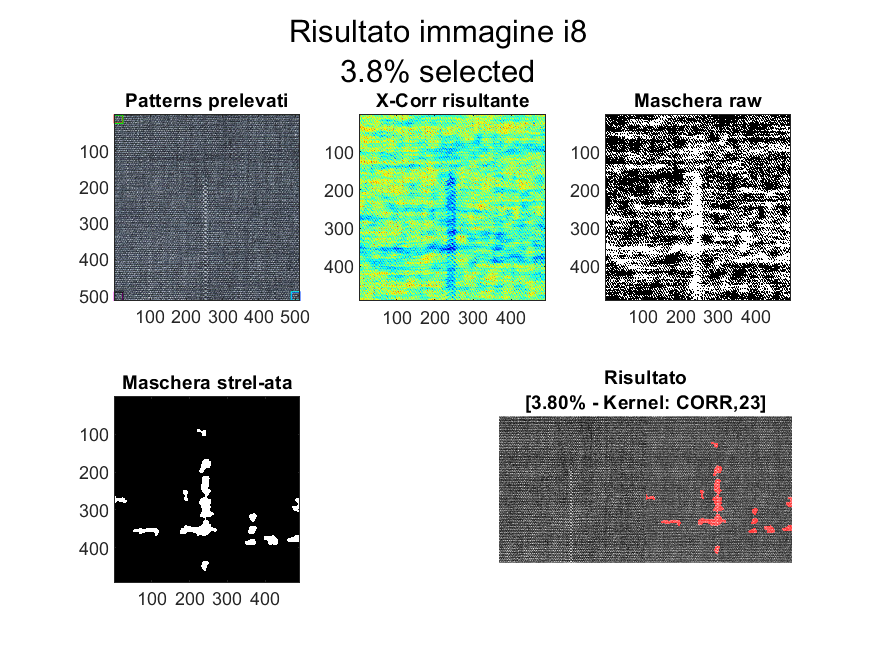 Risultato immagine i8
3.8% selected
Patterns prelevati
100
200
300
400
500
100 200 300 400 500
X-Corr risultante
100
200
300
400
100 200 300 400
Maschera raw
100
200
300
400
100 200 300 400
Maschera strel-ata
100
200
300
400
100 200 300 400
Risultato
[3.80% - Kernel: CORR,23]